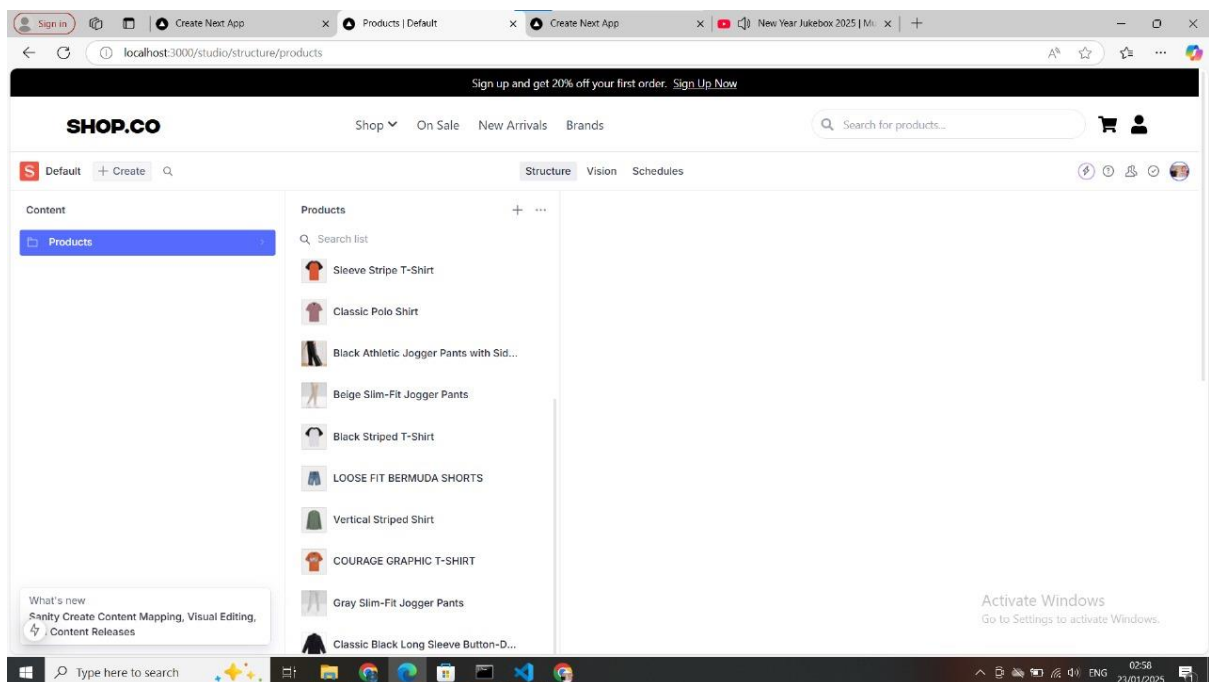 Sign in
Create Next App
Products | Default
Create Next App
New Year Jukebox 2025 | Mu
localhost:3000/studio/structure/products
Sign up and get 20% off your first order. Sign Up Now
SHOP.CO
Shop
On Sale
New Arrivals
Brands
Search for products...
S
Default
+ Create
Structure
Vision
Schedules
Content
Products
Products
Search list
Sleeve Stripe T-Shirt
Classic Polo Shirt
Black Athletic Jogger Pants with Sid...
Beige Slim-Fit Jogger Pants
Black Striped T-Shirt
LOOSE FIT BERMUDA SHORTS
Vertical Striped Shirt
COURAGE GRAPHIC T-SHIRT
Gray Slim-Fit Jogger Pants
Classic Black Long Sleeve Button-D...
What's new
Sanity Create Content Mapping, Visual Editing,
Content Releases
Activate Windows
Go to Settings to activate Windows.
Type here to search
ENG
02:58
23/01/2025